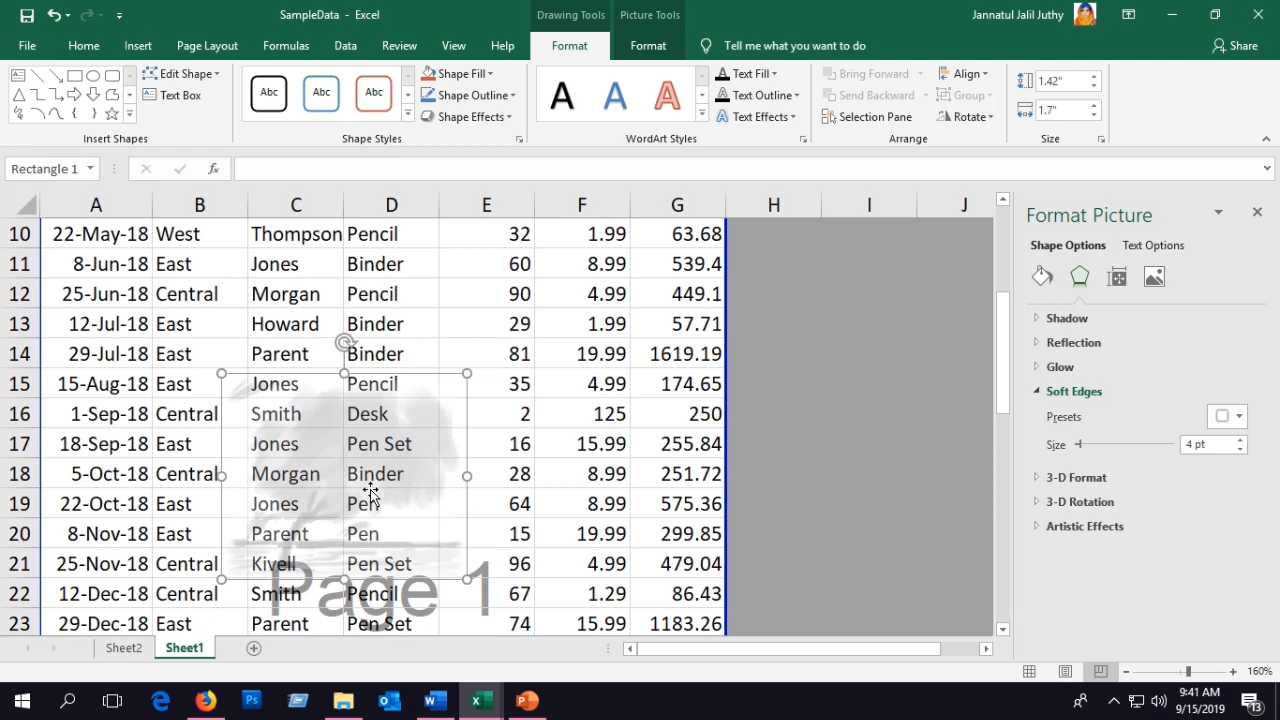 SampleData - Excel
Drawing Tools
Picture Tools
Jannatul Jalil Juthy
File
Home
Insert
Page Layout
Formulas
Data
Review
View
Help
Format
Format
Tell me what you want to do
Share
Edit Shape
Text Box
Insert Shapes
Abc
Abc
Abc
Shape Fill
Shape Outline
Shape Effects
Shape Styles
A
A
A
Text Fill
Text Outline
Text Effects
WordArt Styles
Bring Forward
Send Backward
Selection Pane
Align
Group
Rotate
Arrange
1.42"
1.7"
Size
Rectangle 1
fx
A B C D E F G H I J
10 22-May-18 West Thompson Pencil 32 1.99 63.68
11 8-Jun-18 East Jones Binder 60 8.99 539.4
12 25-Jun-18 Central Morgan Pencil 90 4.99 449.1
13 12-Jul-18 East Howard Binder 29 1.99 57.71
14 29-Jul-18 East Parent Binder 81 19.99 1619.19
15 15-Aug-18 East Jones Pencil 35 4.99 174.65
16 1-Sep-18 Central Smith Desk 2 125 250
17 18-Sep-18 East Jones Pen Set 16 15.99 255.84
18 5-Oct-18 Central Morgan Binder 28 8.99 251.72
19 22-Oct-18 East Jones Pen 64 8.99 575.36
20 8-Nov-18 East Parent Pen 15 19.99 299.85
21 25-Nov-18 Central Kivell Pen Set 96 4.99 479.04
22 12-Dec-18 Central Smith Pencil 67 1.29 86.43
23 29-Dec-18 East Parent Pen Set 74 15.99 1183.26
Page 1
Format Picture
Shape Options
Text Options
Shadow
Reflection
Glow
Soft Edges
Presets
Size
4 pt
3-D Format
3-D Rotation
Artistic Effects
Sheet2
Sheet1
160%
Ps
9:41 AM
9/15/2019
13